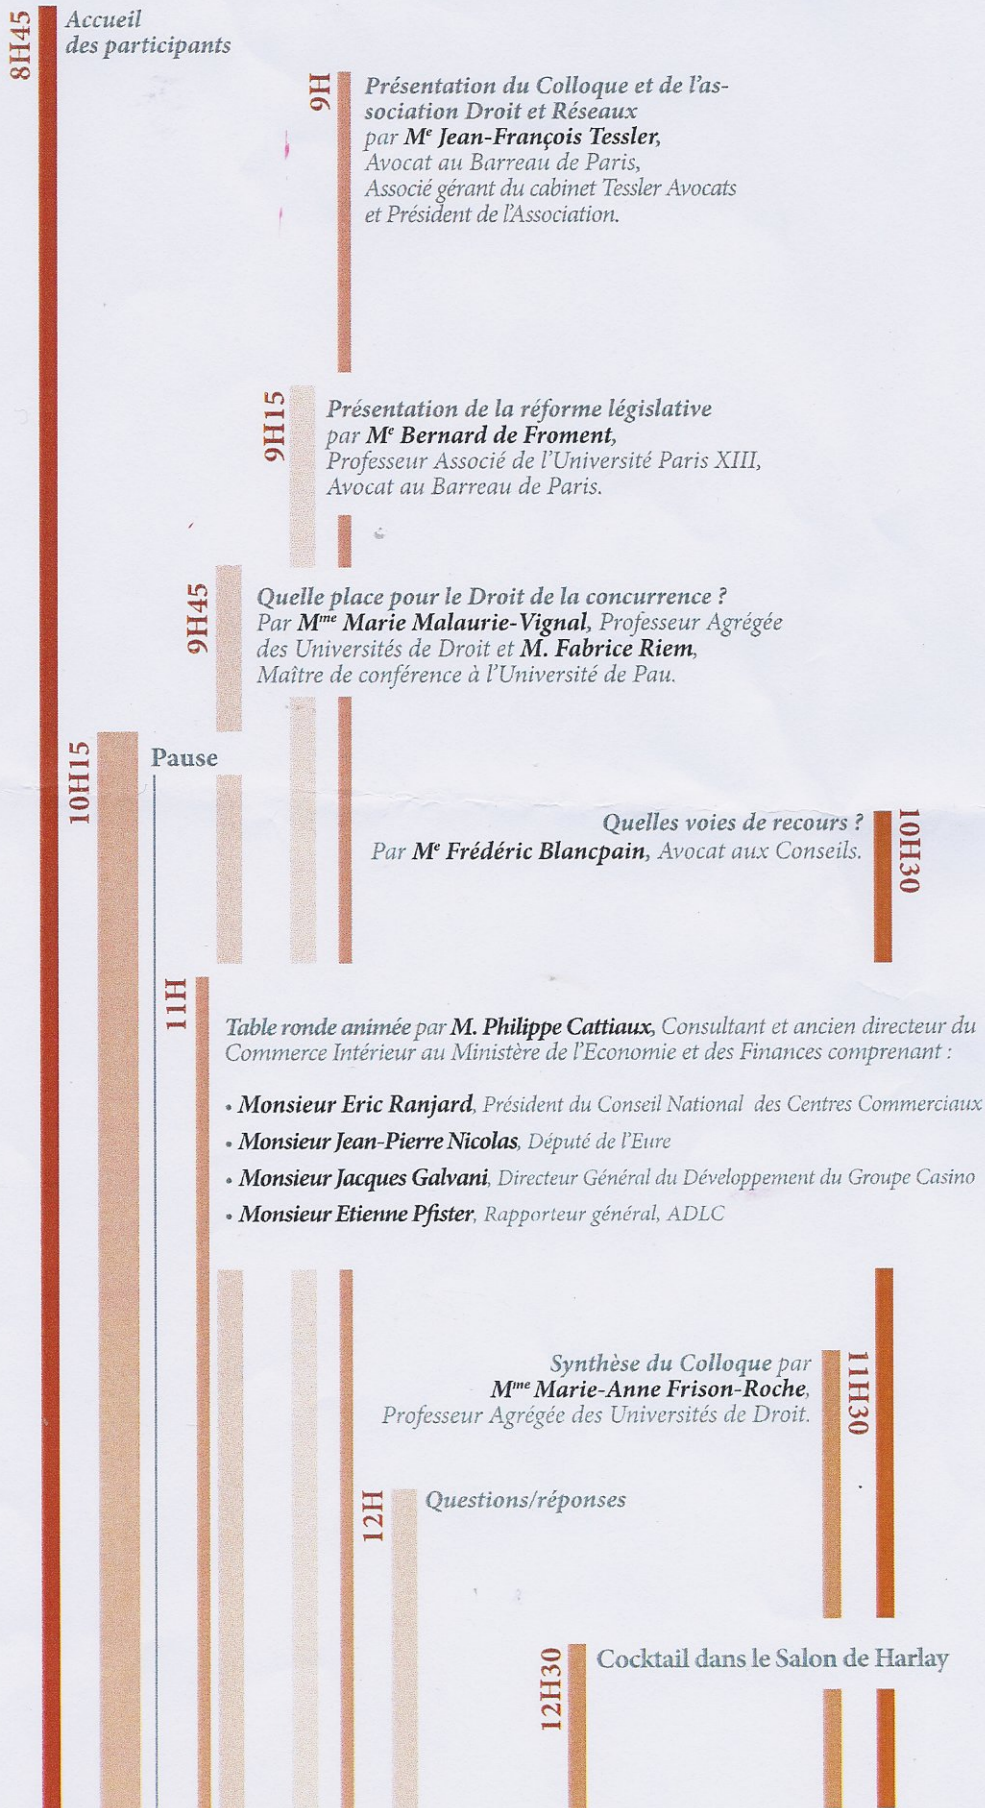 8H45
Accueil
des participants
9H
Présentation du Colloque et de l'as-
sociation Droit et Réseaux
par Me Jean-François Tessler,
Avocat au Barreau de Paris,
Associé gérant du cabinet Tessler Avocats
et Président de l'Association.
9H15
Présentation de la réforme législative
par Me Bernard de Froment,
Professeur Associé de l'Université Paris XIII,
Avocat au Barreau de Paris.
9H45
Quelle place pour le Droit de la concurrence ?
Par Mme Marie Malaurie-Vignal, Professeur Agrégée
des Universités de Droit et M. Fabrice Riem,
Maître de conférence à l'Université de Pau.
10H15
Pause
10H30
Quelles voies de recours ?
Par Me Frédéric Blancpain, Avocat aux Conseils.
11H
Table ronde animée par M. Philippe Cattiaux, Consultant et ancien directeur du
Commerce Intérieur au Ministère de l'Economie et des Finances comprenant :
• Monsieur Eric Ranjard, Président du Conseil National des Centres Commerciaux
• Monsieur Jean-Pierre Nicolas, Député de l'Eure
• Monsieur Jacques Galvani, Directeur Général du Développement du Groupe Casino
• Monsieur Etienne Pfister, Rapporteur général, ADLC
11H30
Synthèse du Colloque par
Mme Marie-Anne Frison-Roche,
Professeur Agrégée des Universités de Droit.
12H
Questions/réponses
12H30
Cocktail dans le Salon de Harlay